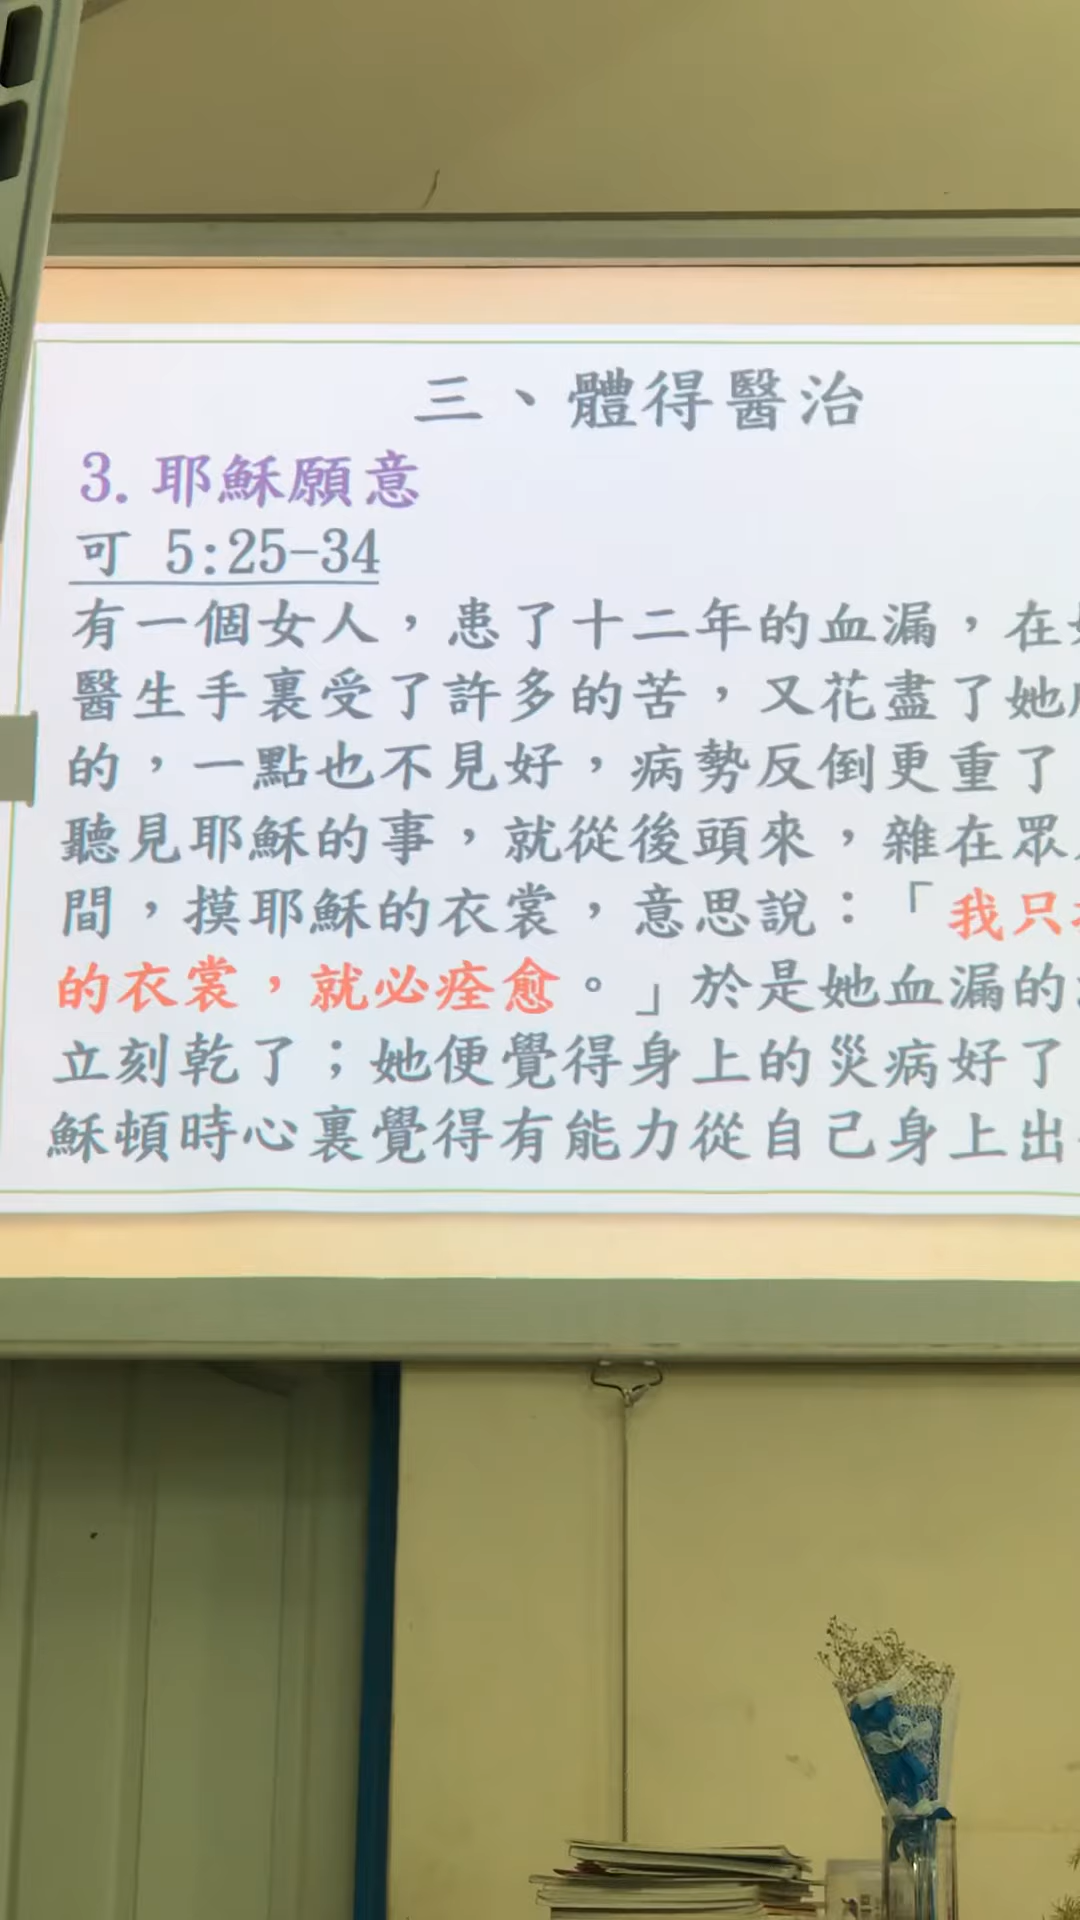 三、體得醫治
3. 耶穌願意
可 5:25-34
有一個女人，患了十二年的血漏，在
醫生手裏受了許多的苦，又花盡了她
的，一點也不見好，病勢反倒更重了
聽見耶穌的事，就從後頭來，雜在眾
間，摸耶穌的衣裳，意思說：「我只
的衣裳，就必痊愈。」於是她血漏的
立刻乾了；她便覺得身上的災病好了
穌頓時心裏覺得有能力從自己身上出